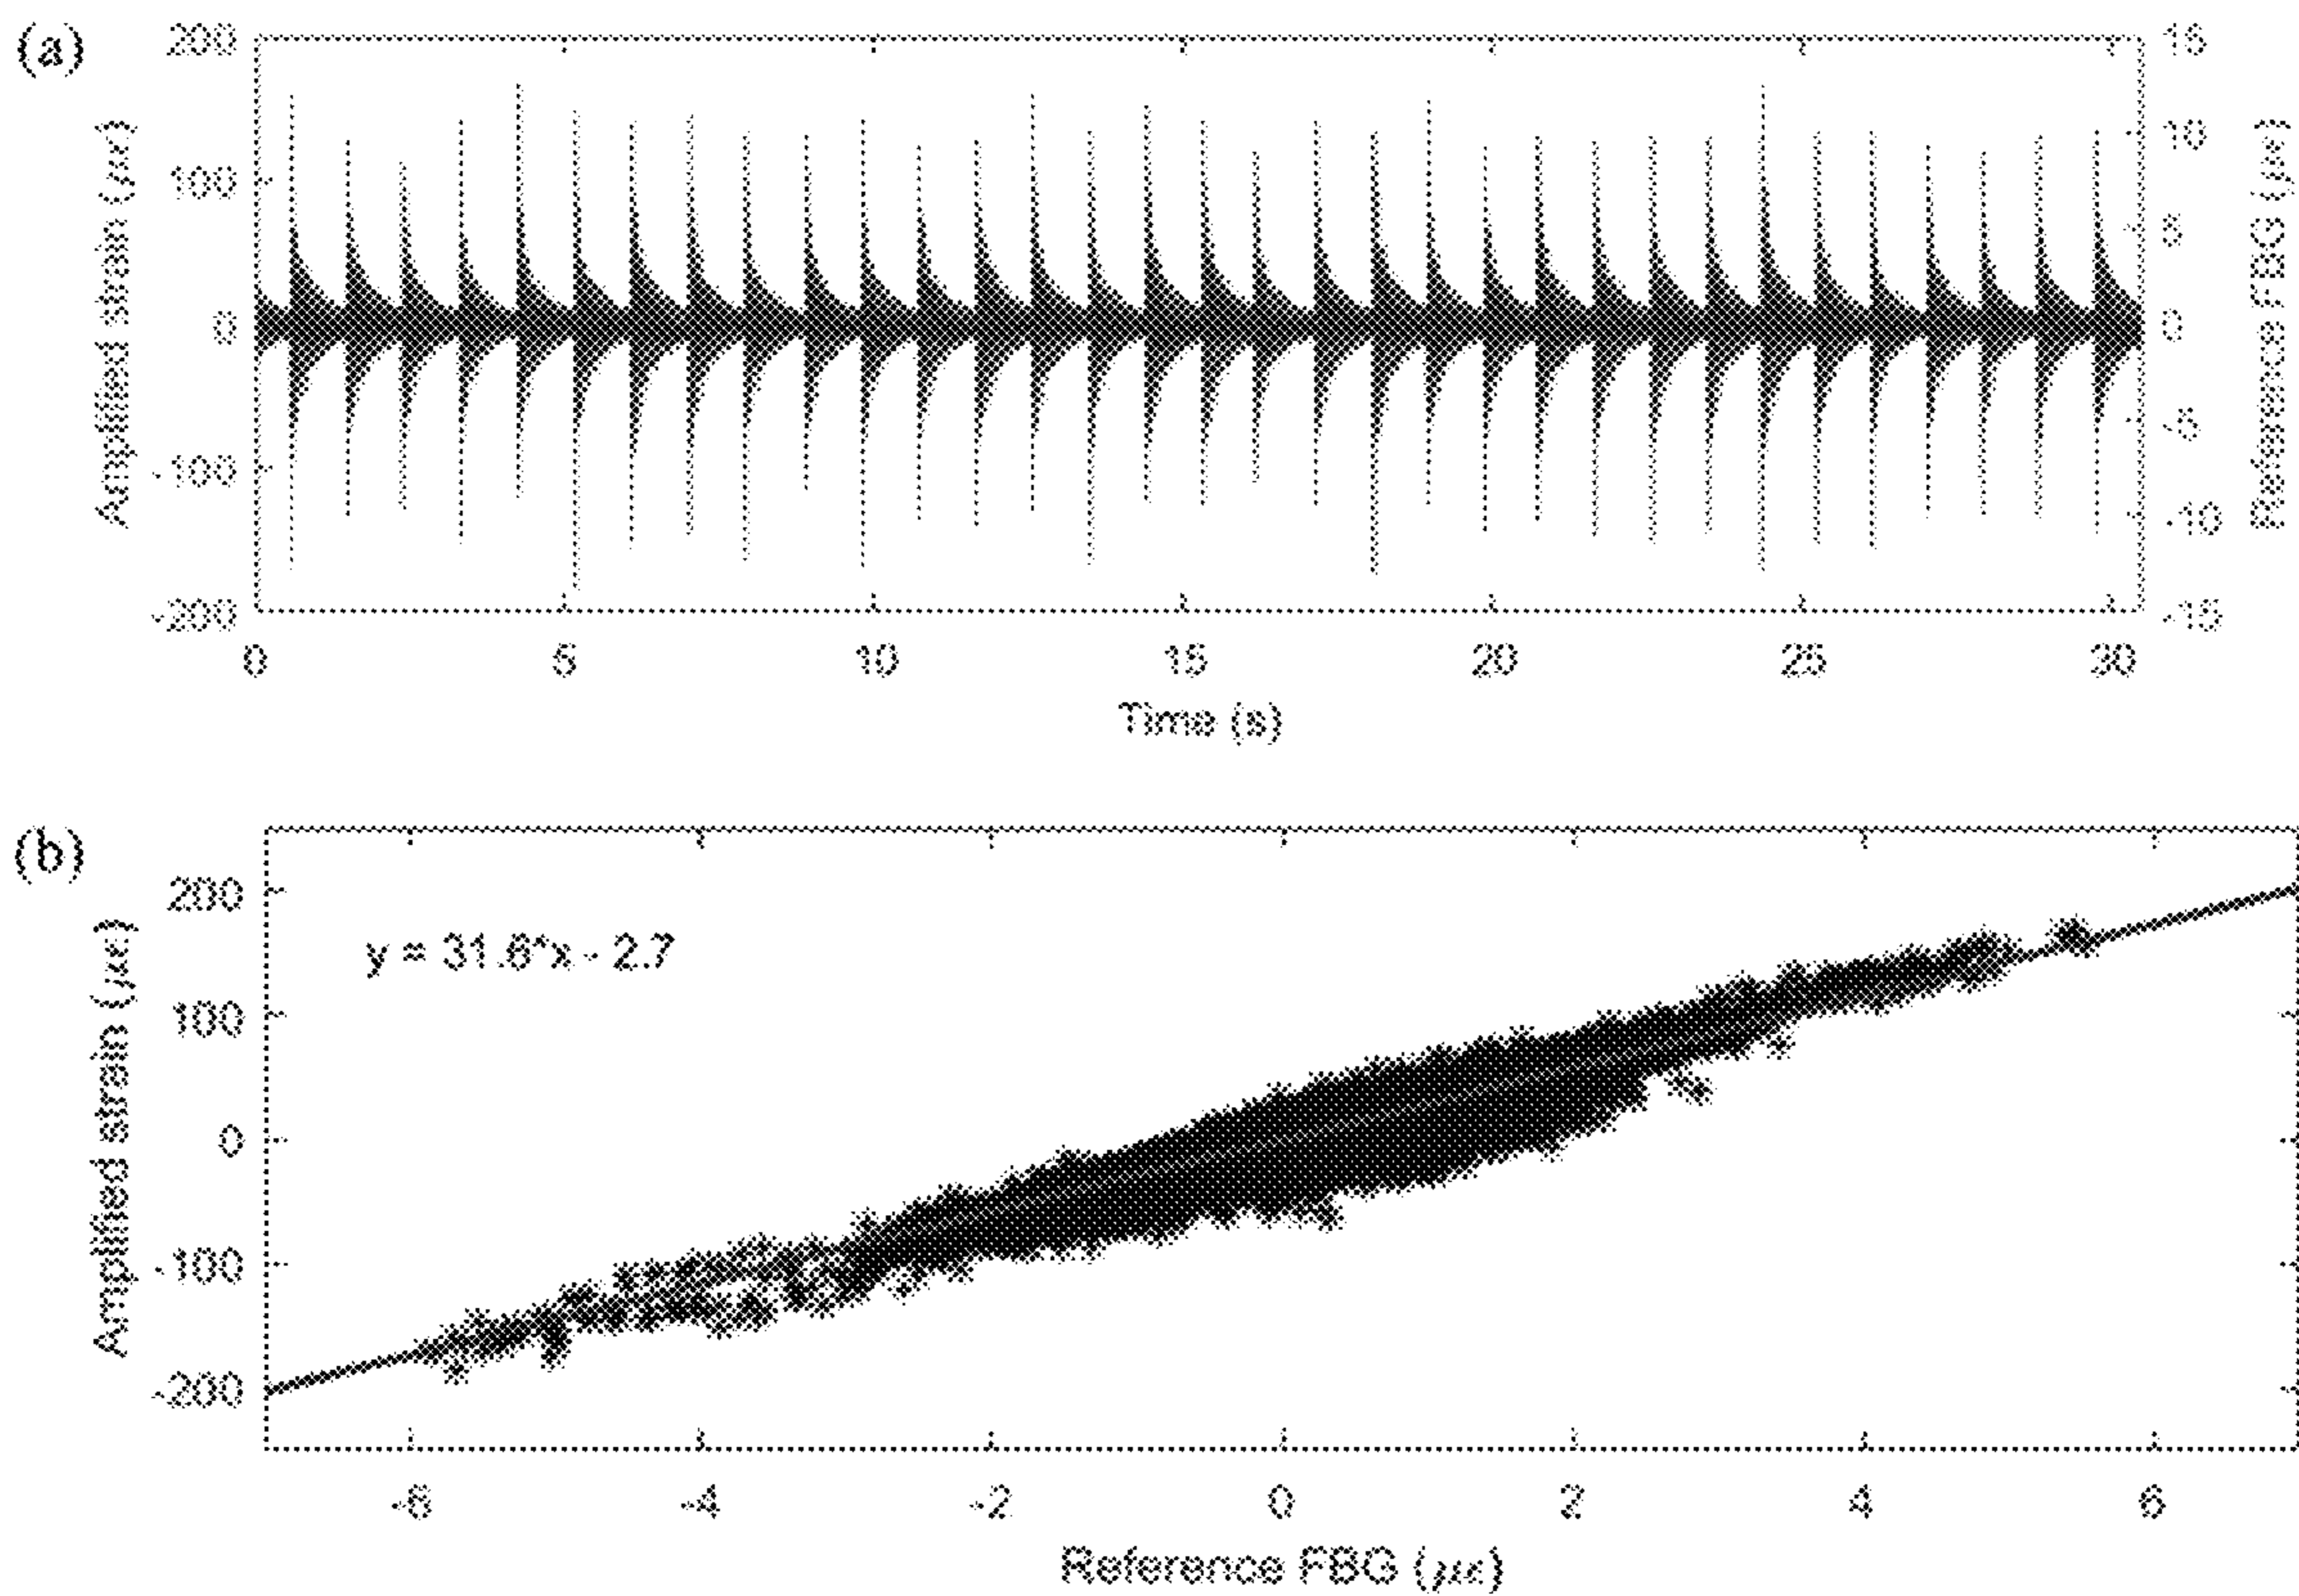 (a)
Amplified strain (με)
200
100
0
-100
-200
15
10
5
0
-5
-10
-15
Reference FBG (με)
0 5 10 15 20 25 30
Time (s)
(b)
Amplified strain (με)
200
100
0
-100
-200
y = 31.6*x - 2.7
-6 -4 -2 0 2 4 6
Reference FBG (με)